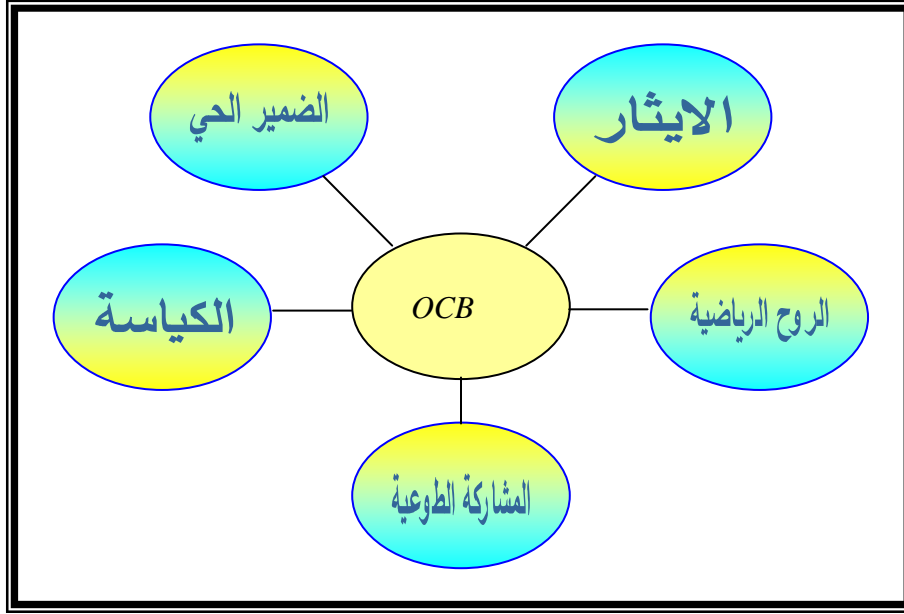 الايثار
الضمير الحي
OCB
الروح الرياضية
الكياسة
المشاركة الطوعية